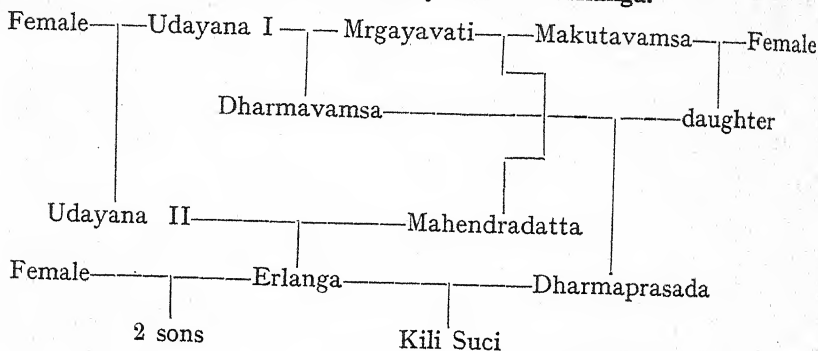 Female Udayana I Mrgayavati Makutavamsa Female
Dharmavamsa daughter
Udayana II Mahendradatta
Female Erlanga Dharmaprasada
2 sons Kili Suci